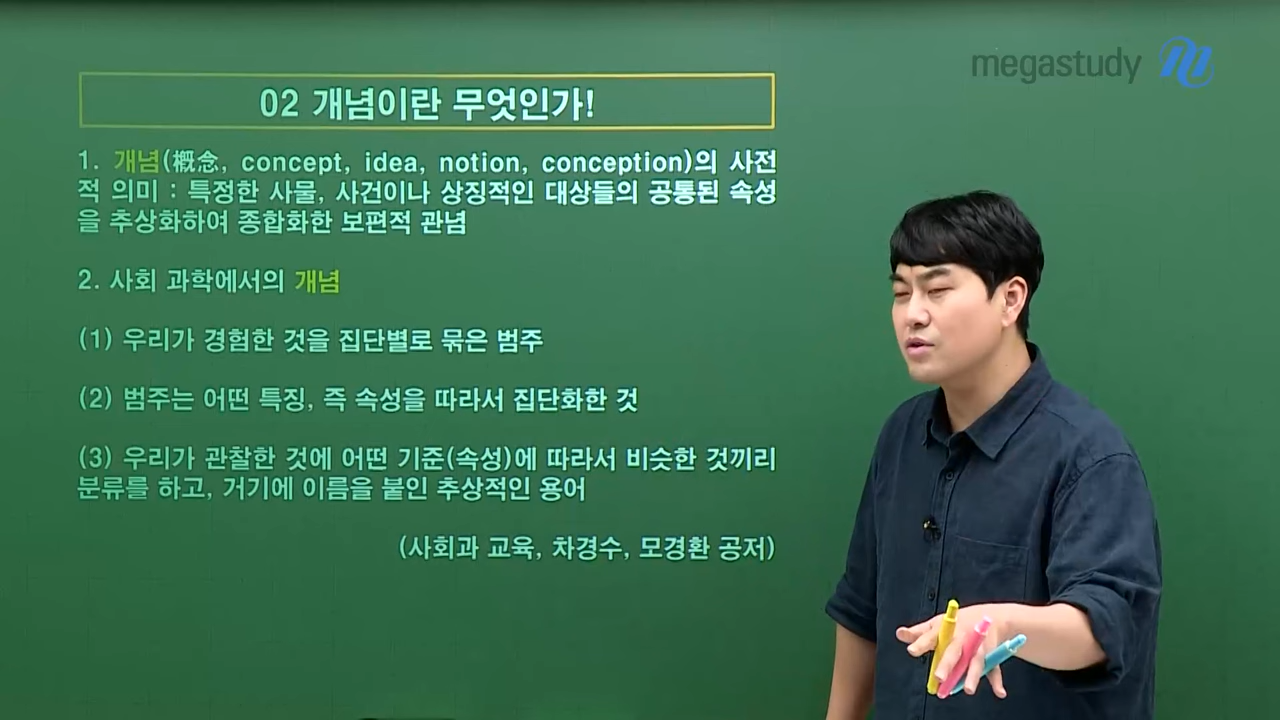 megastudy
02 개념이란 무엇인가!
1. 개념(槪念, concept, idea, notion, conception)의 사전
적 의미 : 특정한 사물, 사건이나 상징적인 대상들의 공통된 속성
을 추상화하여 종합화한 보편적 관념
2. 사회 과학에서의 개념
(1) 우리가 경험한 것을 집단별로 묶은 범주
(2) 범주는 어떤 특징, 즉 속성을 따라서 집단화한 것
(3) 우리가 관찰한 것에 어떤 기준(속성)에 따라서 비슷한 것끼리
분류를 하고, 거기에 이름을 붙인 추상적인 용어
(사회과 교육, 차경수, 모경환 공저)